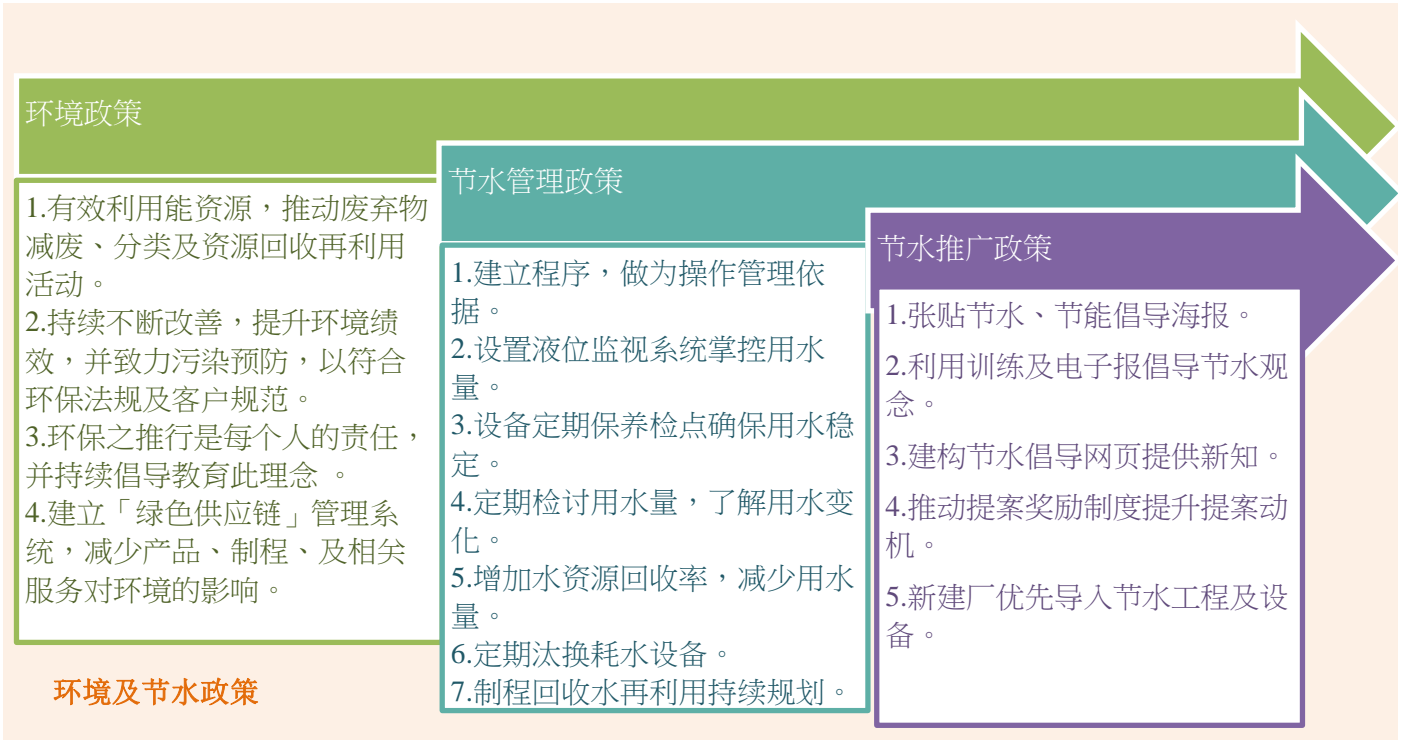 环境政策
1.有效利用能资源，推动废弃物
减废、分类及资源回收再利用
活动。
2.持续不断改善，提升环境绩
效，并致力污染预防，以符合
环保法规及客户规范。
3.环保之推行是每个人的责任，
并持续倡导教育此理念 。
4.建立「绿色供应链」管理系
统，减少产品、制程、及相关
服务对环境的影响。
节水管理政策
1.建立程序，做为操作管理依
据。
2.设置液位监视系统掌控用水
量。
3.设备定期保养检点确保用水稳
定。
4.定期检讨用水量，了解用水变
化。
5.增加水资源回收率，减少用水
量。
6.定期汰换耗水设备。
7.制程回收水再利用持续规划。
节水推广政策
1.张贴节水、节能倡导海报。
2.利用训练及电子报倡导节水观
念。
3.建构节水倡导网页提供新知。
4.推动提案奖励制度提升提案动
机。
5.新建厂优先导入节水工程及设
备。
环境及节水政策